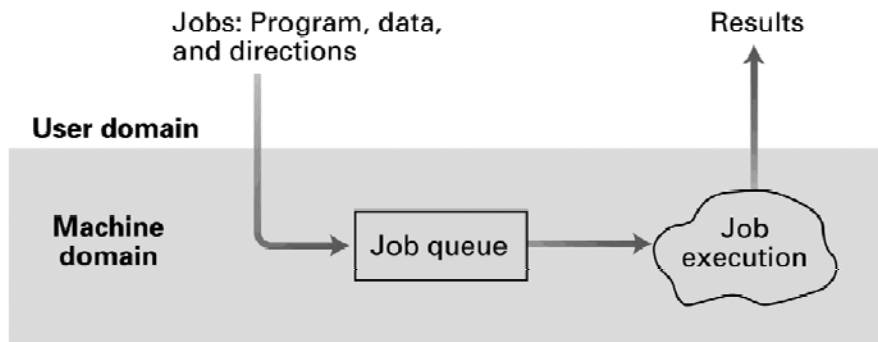 Jobs: Program, data,
and directions
Results
User domain
Machine
domain
Job queue
Job
execution